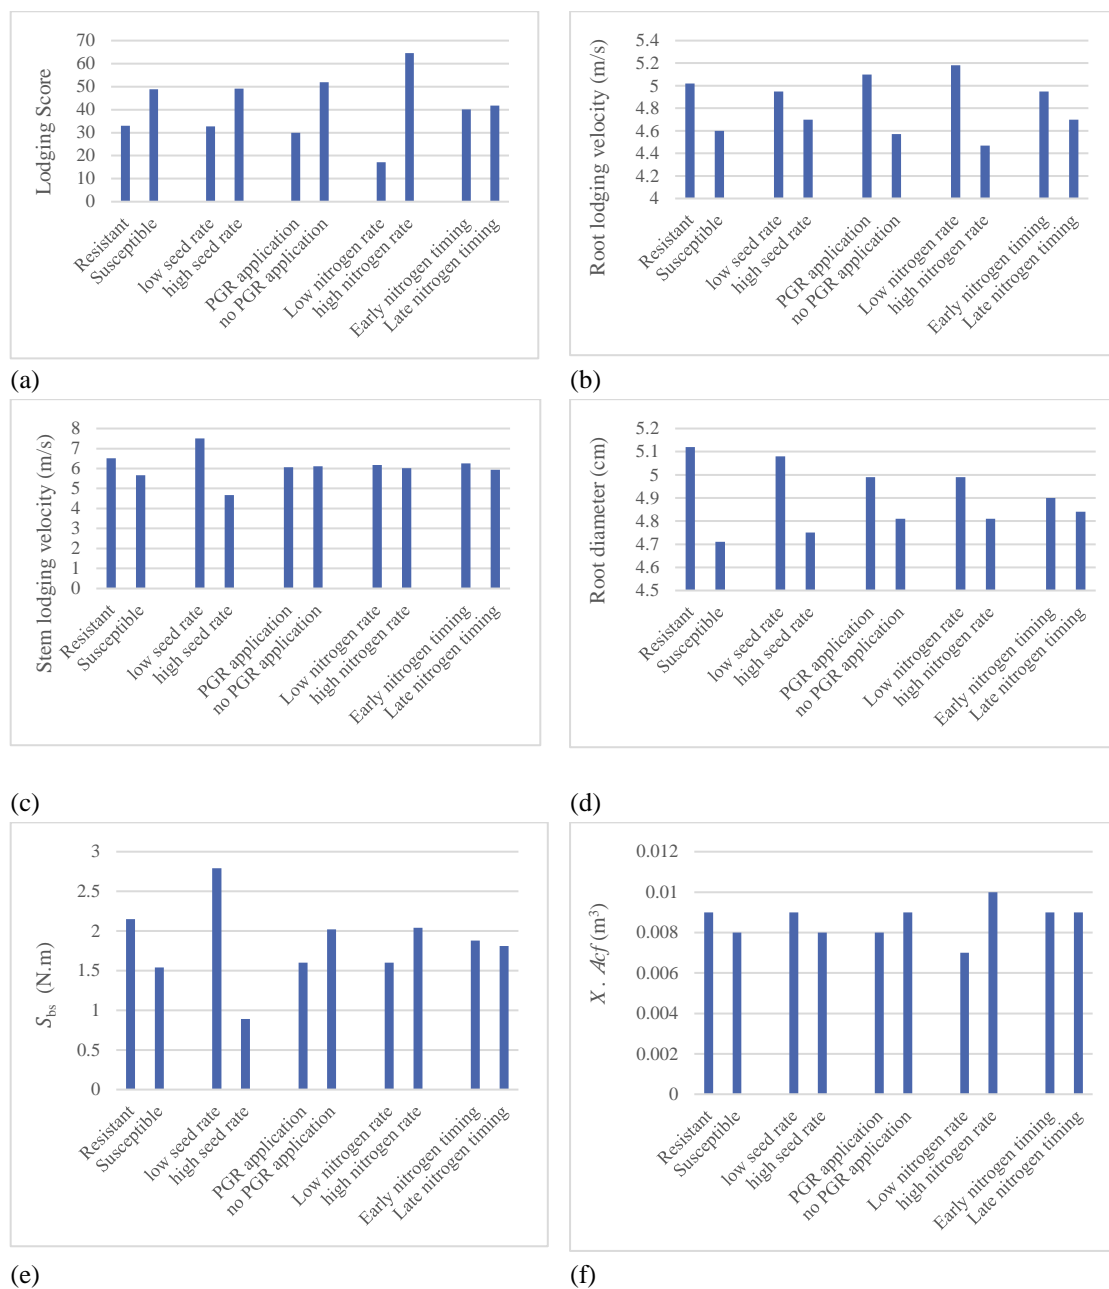 Lodging Score
70
60
50
40
30
20
10
0
Resistant
Susceptible
low seed rate
high seed rate
PGR application
no PGR application
Low nitrogen rate
high nitrogen rate
Early nitrogen timing
Late nitrogen timing
(a)
Root lodging velocity (m/s)
5.4
5.2
5
4.8
4.6
4.4
4.2
4
Resistant
Susceptible
low seed rate
high seed rate
PGR application
no PGR application
Low nitrogen rate
high nitrogen rate
Early nitrogen timing
Late nitrogen timing
(b)
Stem lodging velocity (m/s)
8
7
6
5
4
3
2
1
0
Resistant
Susceptible
low seed rate
high seed rate
PGR application
no PGR application
Low nitrogen rate
high nitrogen rate
Early nitrogen timing
Late nitrogen timing
(c)
Root diameter (cm)
5.2
5.1
5
4.9
4.8
4.7
4.6
4.5
Resistant
Susceptible
low seed rate
high seed rate
PGR application
no PGR application
Low nitrogen rate
high nitrogen rate
Early nitrogen timing
Late nitrogen timing
(d)
S_bs (N.m)
3
2.5
2
1.5
1
0.5
0
Resistant
Susceptible
low seed rate
high seed rate
PGR application
no PGR application
Low nitrogen rate
high nitrogen rate
Early nitrogen timing
Late nitrogen timing
(e)
X . Acf (m³)
0.012
0.01
0.008
0.006
0.004
0.002
0
Resistant
Susceptible
low seed rate
high seed rate
PGR application
no PGR application
Low nitrogen rate
high nitrogen rate
Early nitrogen timing
Late nitrogen timing
(f)